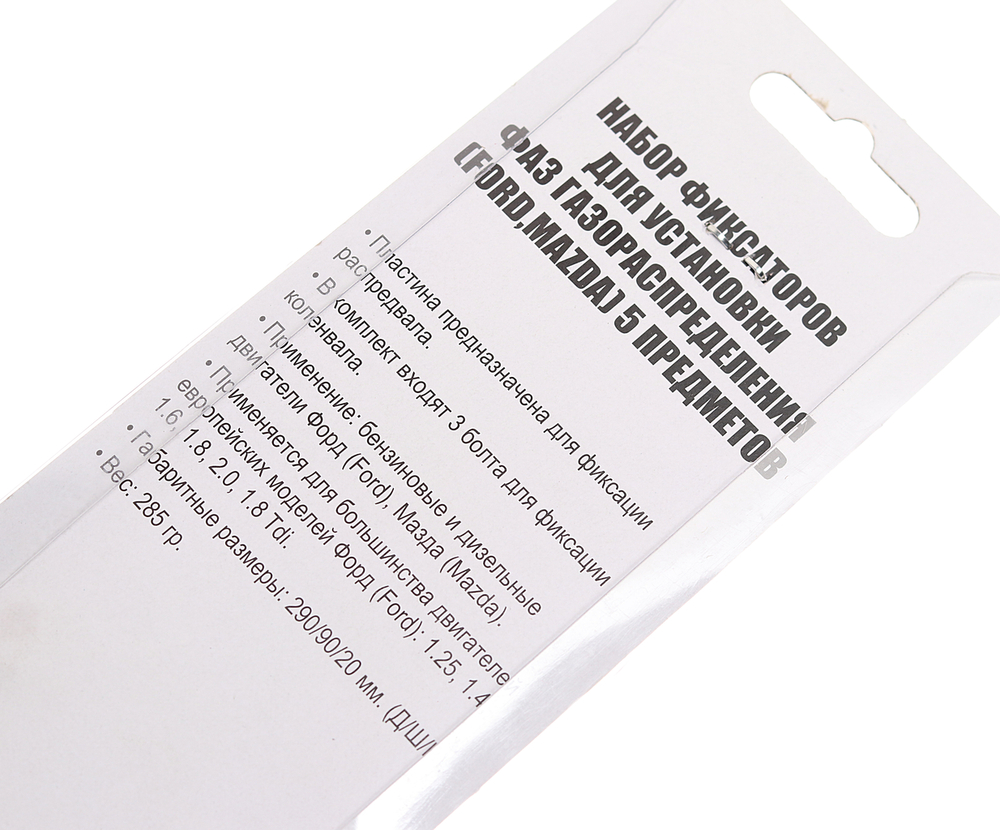 НАБОР ФИКСАТОРОВ
ДЛЯ УСТАНОВКИ
ФАЗ ГАЗОРАСПРЕДЕЛЕНИЯ
(FORD,MAZDA) 5 ПРЕДМЕТОВ
• Пластина предназначена для фиксации
распредвала.
• В комплект входят 3 болта для фиксации
коленвала.
• Применение: бензиновые и дизельные
двигатели Форд (Ford), Мазда (Mazda).
• Применяется для большинства двигателе
европейских моделей Форд (Ford): 1.25, 1.4
1.6, 1.8, 2.0, 1.8 Tdi.
• Габаритные размеры: 290/90/20 мм. (Д/Ш/
• Вес: 285 гр.